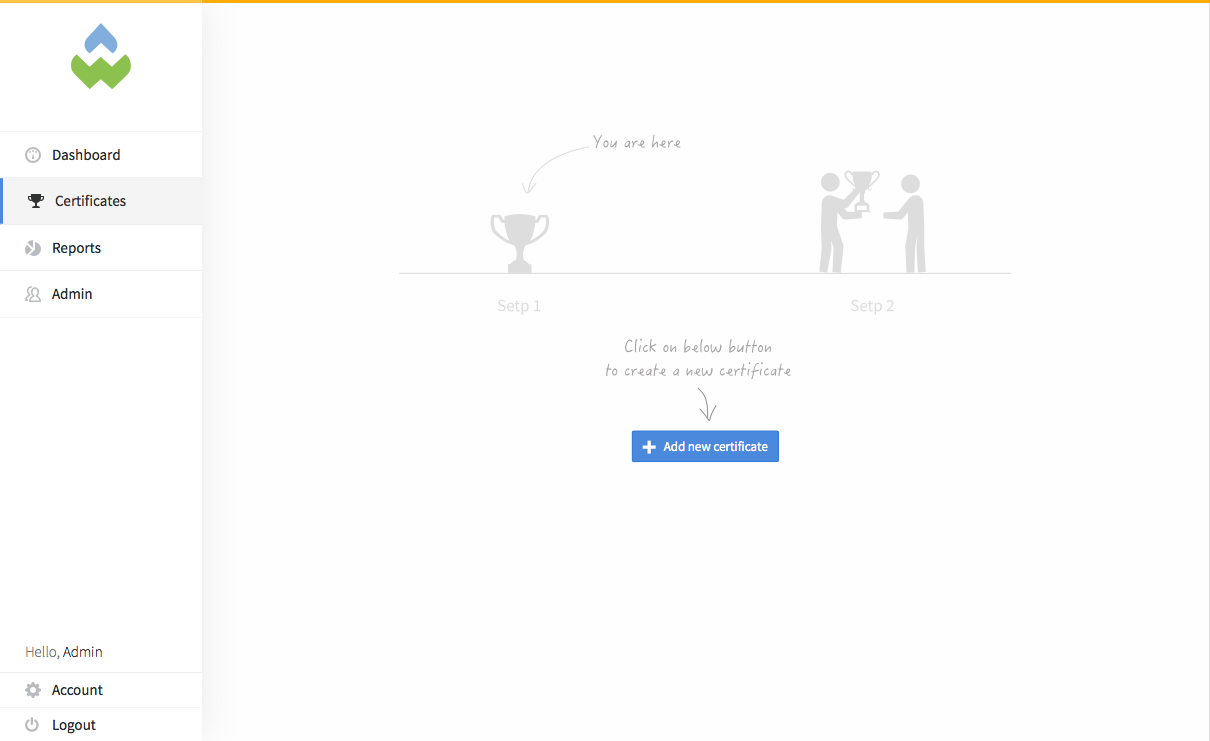 Dashboard
Certificates
Reports
Admin
Hello, Admin
Account
Logout
You are here
Setp 1
Setp 2
Click on below button
to create a new certificate
Add new certificate